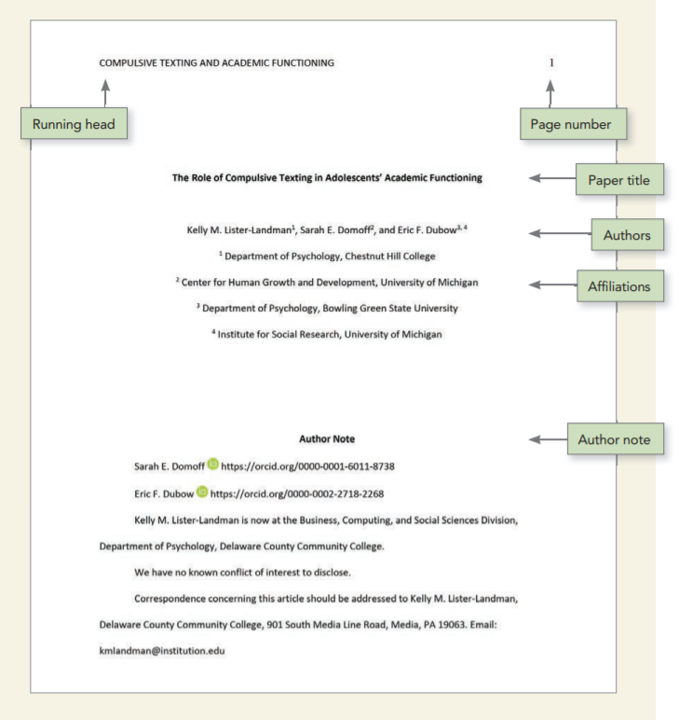 COMPULSIVE TEXTING AND ACADEMIC FUNCTIONING 1
Running head
Page number
The Role of Compulsive Texting in Adolescents' Academic Functioning
Paper title
Kelly M. Lister-Landman¹, Sarah E. Domoff², and Eric F. Dubow³, ⁴
Authors
¹ Department of Psychology, Chestnut Hill College
² Center for Human Growth and Development, University of Michigan
Affiliations
³ Department of Psychology, Bowling Green State University
⁴ Institute for Social Research, University of Michigan
Author Note
Author note
Sarah E. Domoff iD https://orcid.org/0000-0001-6011-8738
Eric F. Dubow iD https://orcid.org/0000-0002-2718-2268
Kelly M. Lister-Landman is now at the Business, Computing, and Social Sciences Division,
Department of Psychology, Delaware County Community College.
We have no known conflict of interest to disclose.
Correspondence concerning this article should be addressed to Kelly M. Lister-Landman,
Delaware County Community College, 901 South Media Line Road, Media, PA 19063. Email:
kmlandman@institution.edu